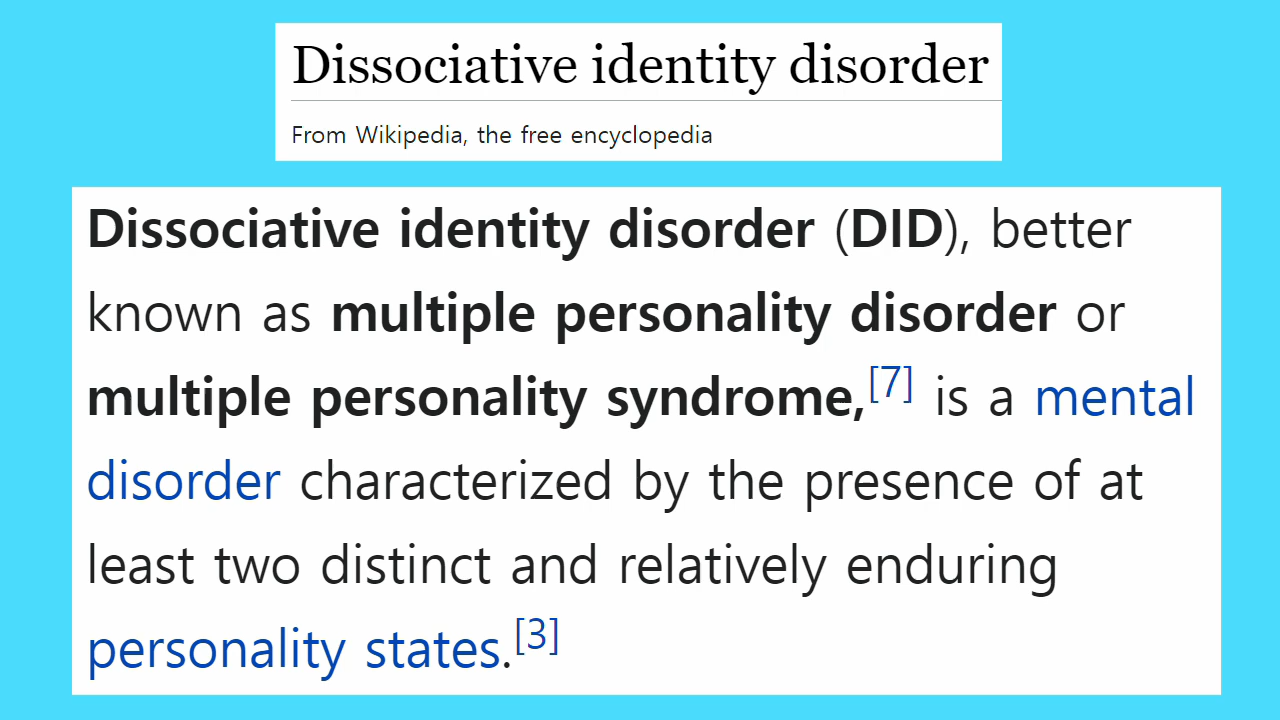 Dissociative identity disorder
From Wikipedia, the free encyclopedia
Dissociative identity disorder (DID), better
known as multiple personality disorder or
multiple personality syndrome,[7] is a mental
disorder characterized by the presence of at
least two distinct and relatively enduring
personality states.[3]